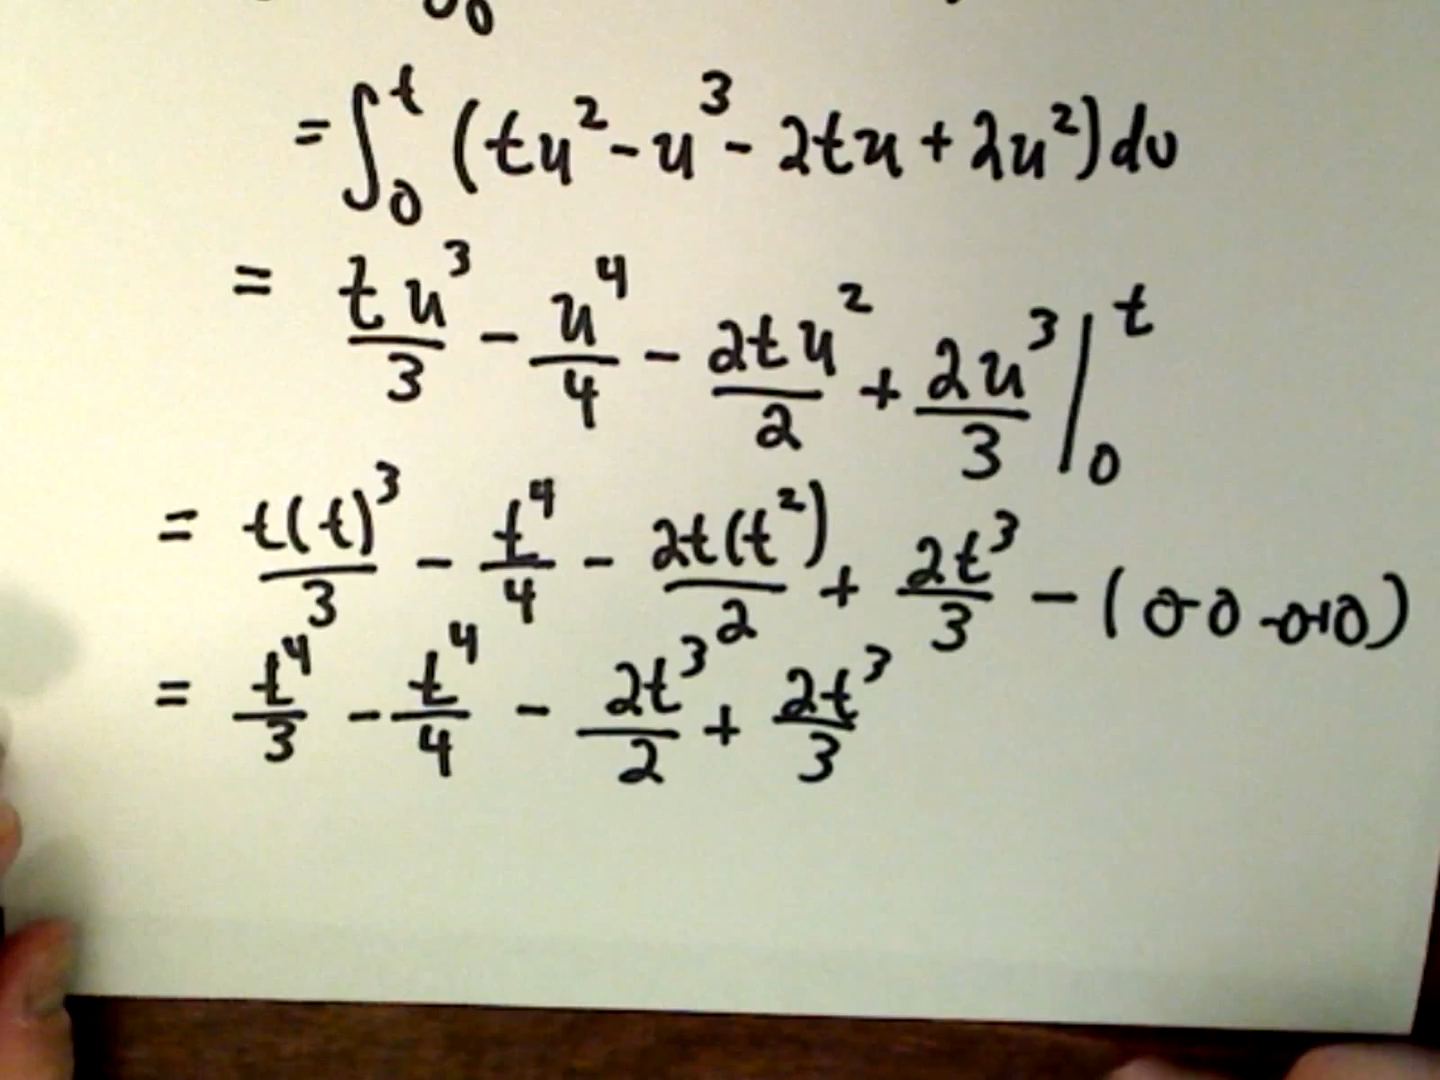 = ∫₀ᵗ (tu² - u³ - 2tu + 2u²) du
= tu³/3 - u⁴/4 - 2tu²/2 + 2u³/3 |₀ᵗ
= t(t)³/3 - t⁴/4 - 2t(t²)/2 + 2t³/3 - (0-0-0+0)
= t⁴/3 - t⁴/4 - 2t³/2 + 2t³/3